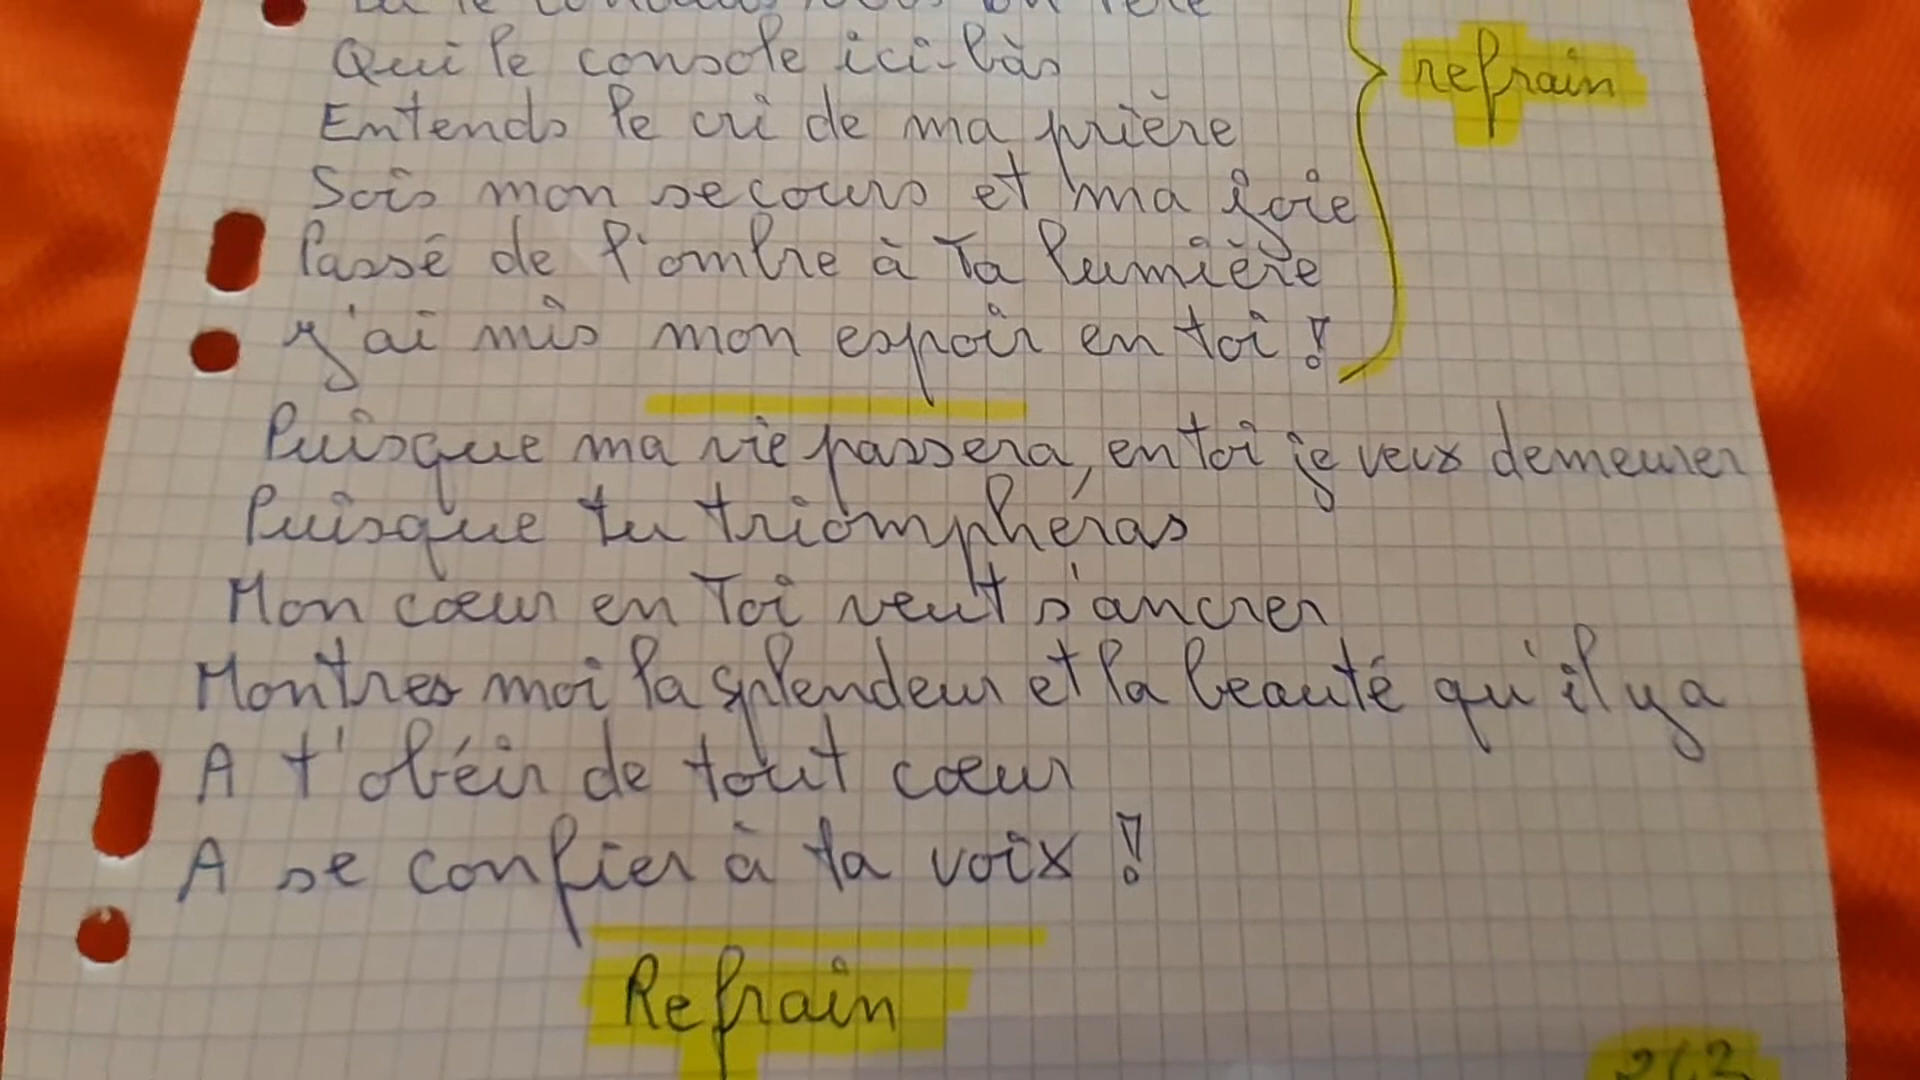 Qui le console ici-bas
refrain
Entends le cri de ma prière
Sois mon secours et ma joie
Passé de l'ombre à Ta lumière
J'ai mis mon espoir en toi !
Puisque ma vie passera, en toi je veux demeurer
Puisque tu triomphéras
Mon cœur en Toi veut s'ancrer
Montres moi la splendeur et la beauté qu'il y a
A t'obéir de tout cœur
A se confier à ta voix !
Refrain